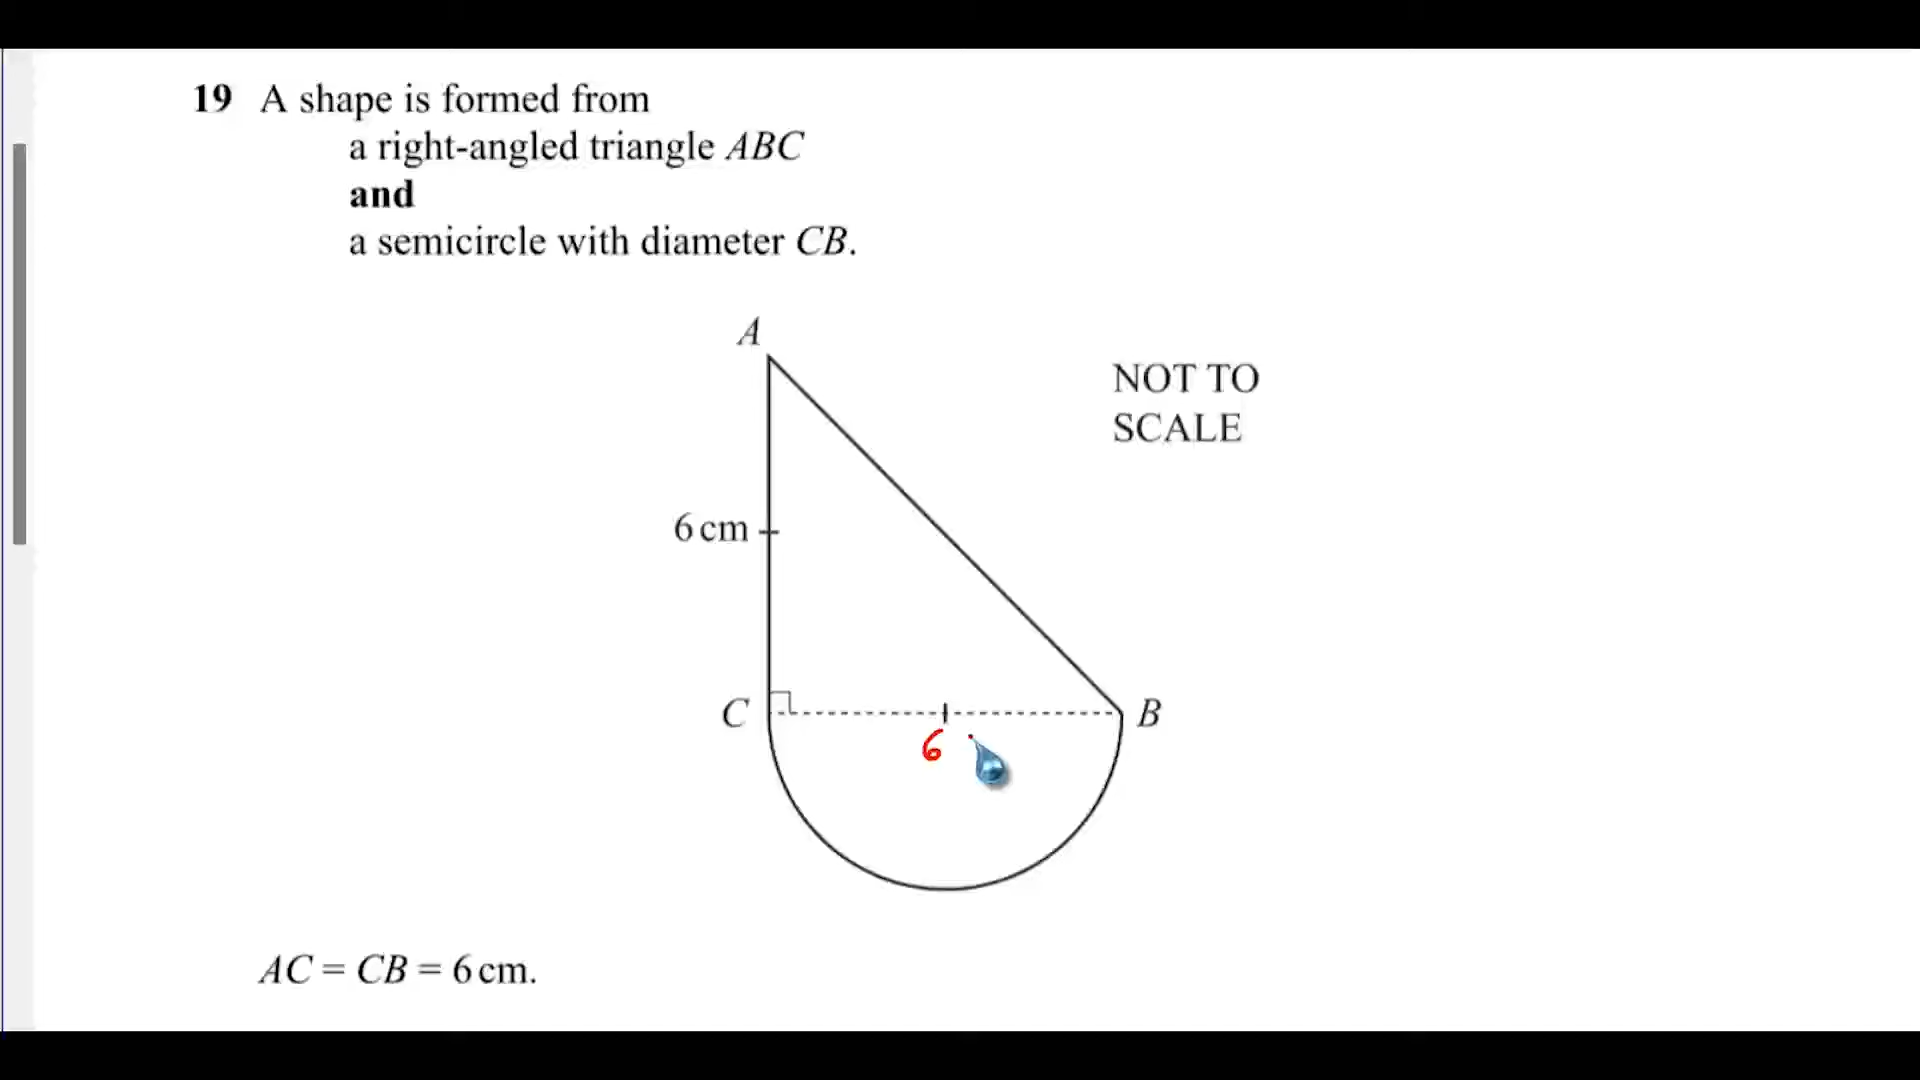 19 A shape is formed from
a right-angled triangle ABC
and
a semicircle with diameter CB.
A
NOT TO
SCALE
6 cm
C
B
6
AC = CB = 6 cm.